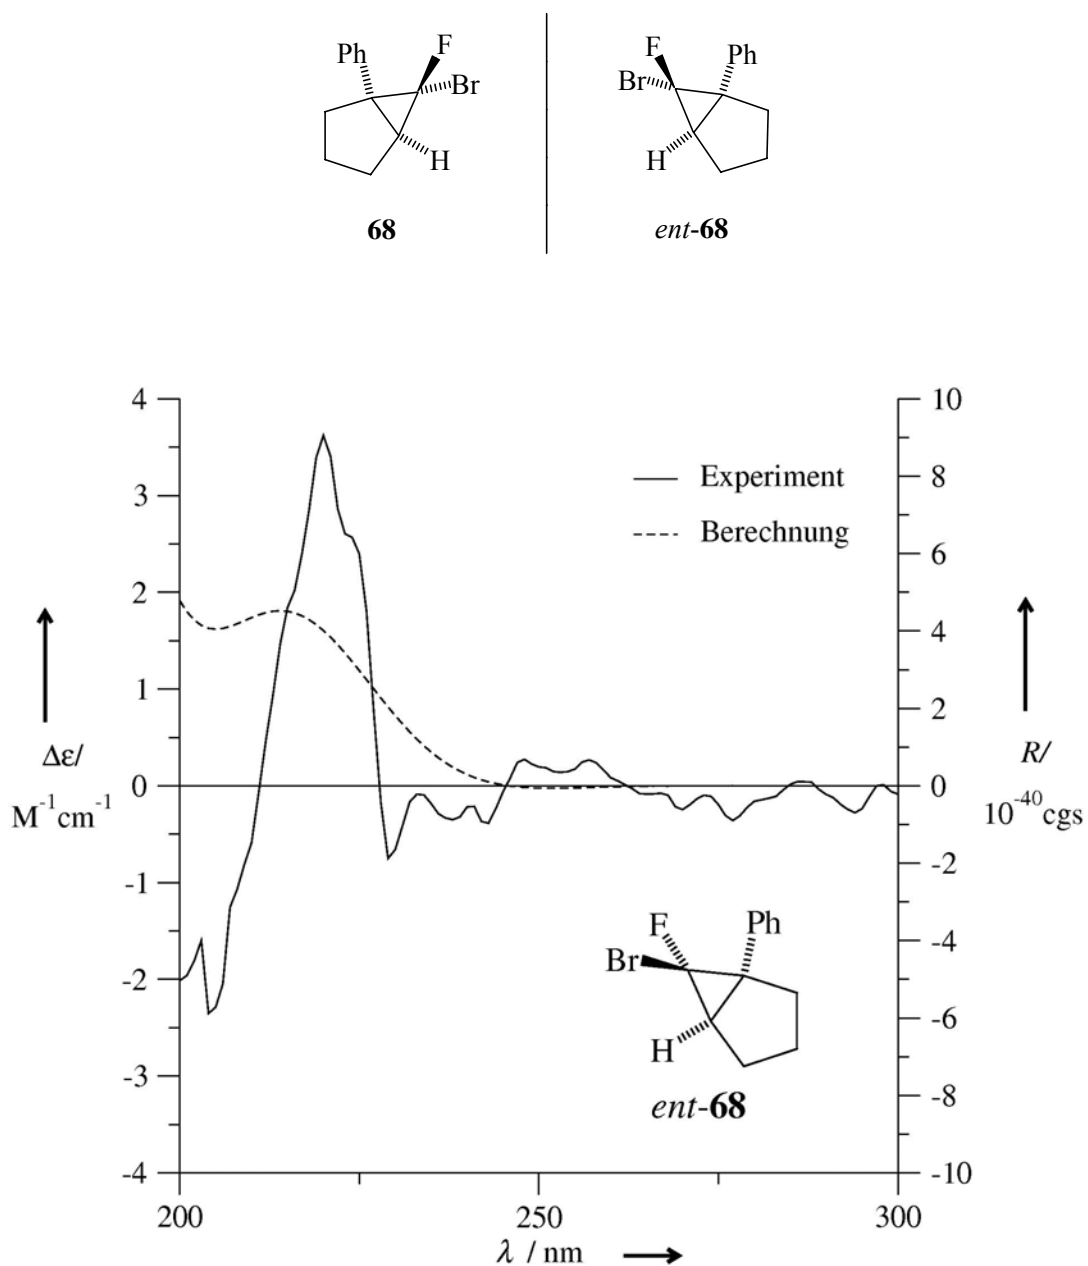 Ph F
Br
H
68
F Ph
Br
H
ent-68
4
3
2
1
0
-1
-2
-3
-4
Δε/
M⁻¹cm⁻¹
10
8
6
4
2
0
-2
-4
-6
-8
-10
R/
10⁻⁴⁰cgs
Experiment
Berechnung
F Ph
Br
H
ent-68
200 250 300
λ / nm